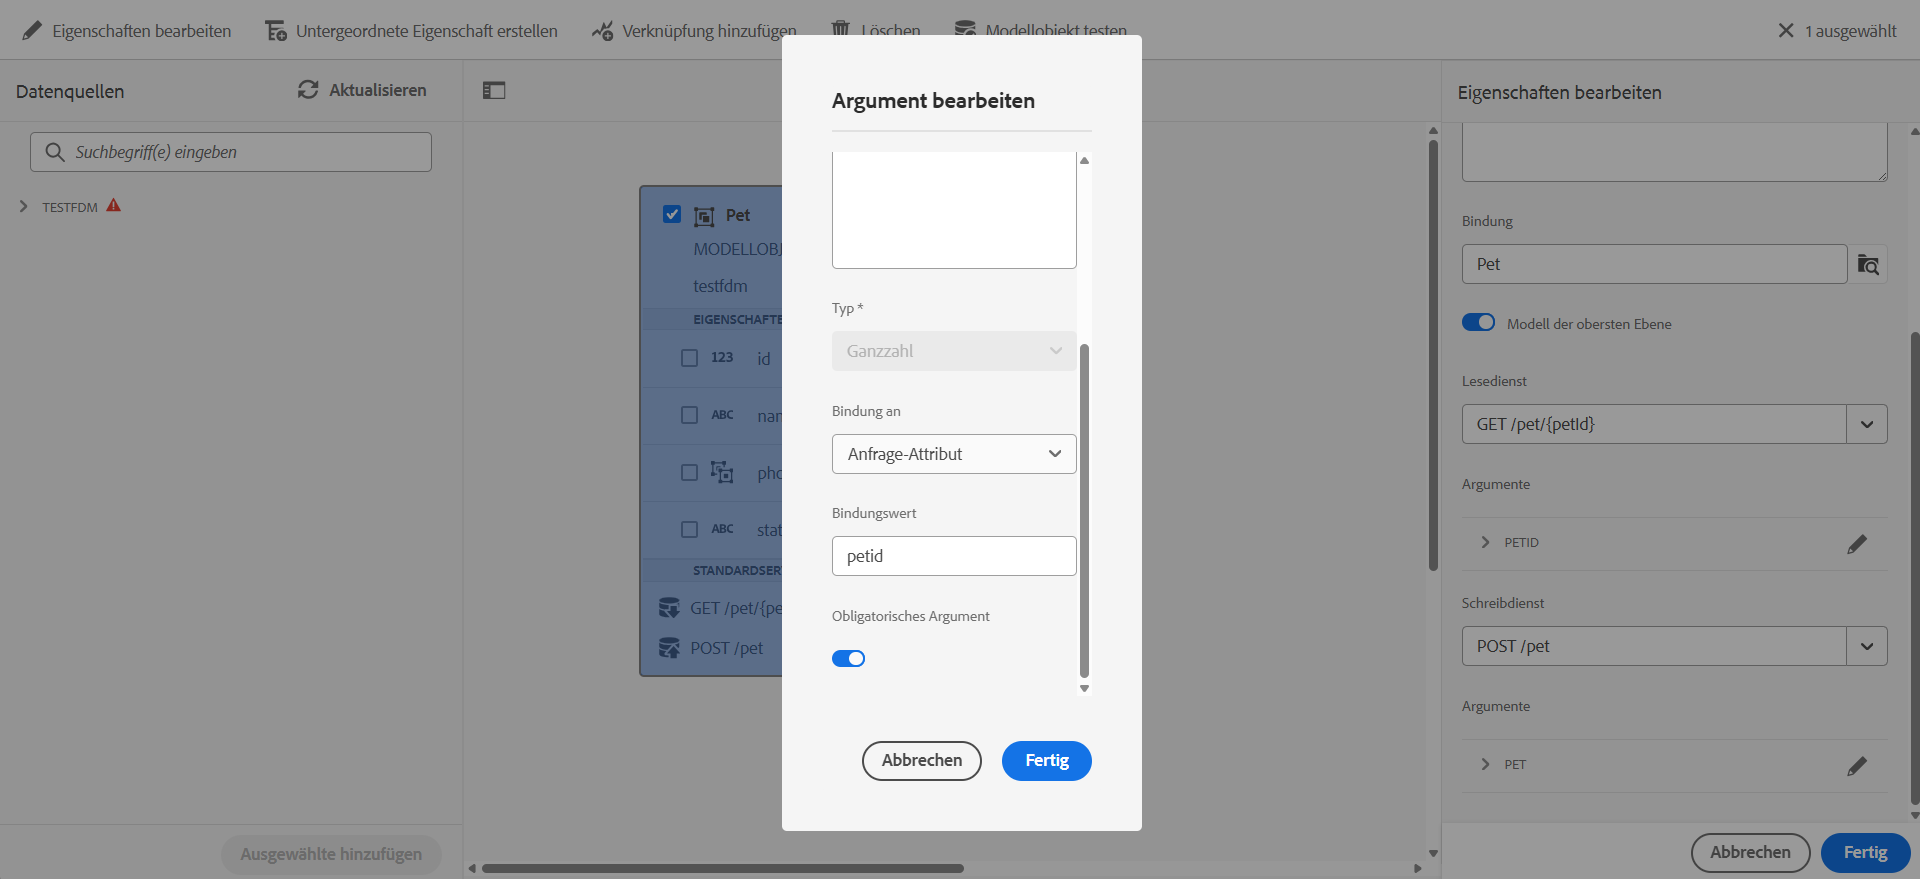 Eigenschaften bearbeiten
Untergeordnete Eigenschaft erstellen
Verknüpfung hinzufügen
Löschen
Modellobjekt testen
1 ausgewählt
Datenquellen
Aktualisieren
Suchbegriff(e) eingeben
TESTFDM
Ausgewählte hinzufügen
Pet
MODELLOBJ
testfdm
EIGENSCHAFTE
123 id
ABC nar
pho
ABC stat
STANDARDSER
GET /pet/{pe
POST /pet
Argument bearbeiten
Typ *
Ganzzahl
Bindung an
Anfrage-Attribut
Bindungswert
petid
Obligatorisches Argument
Abbrechen
Fertig
Eigenschaften bearbeiten
Bindung
Pet
Modell der obersten Ebene
Lesedienst
GET /pet/{petId}
Argumente
PETID
Schreibdienst
POST /pet
Argumente
PET
Abbrechen
Fertig